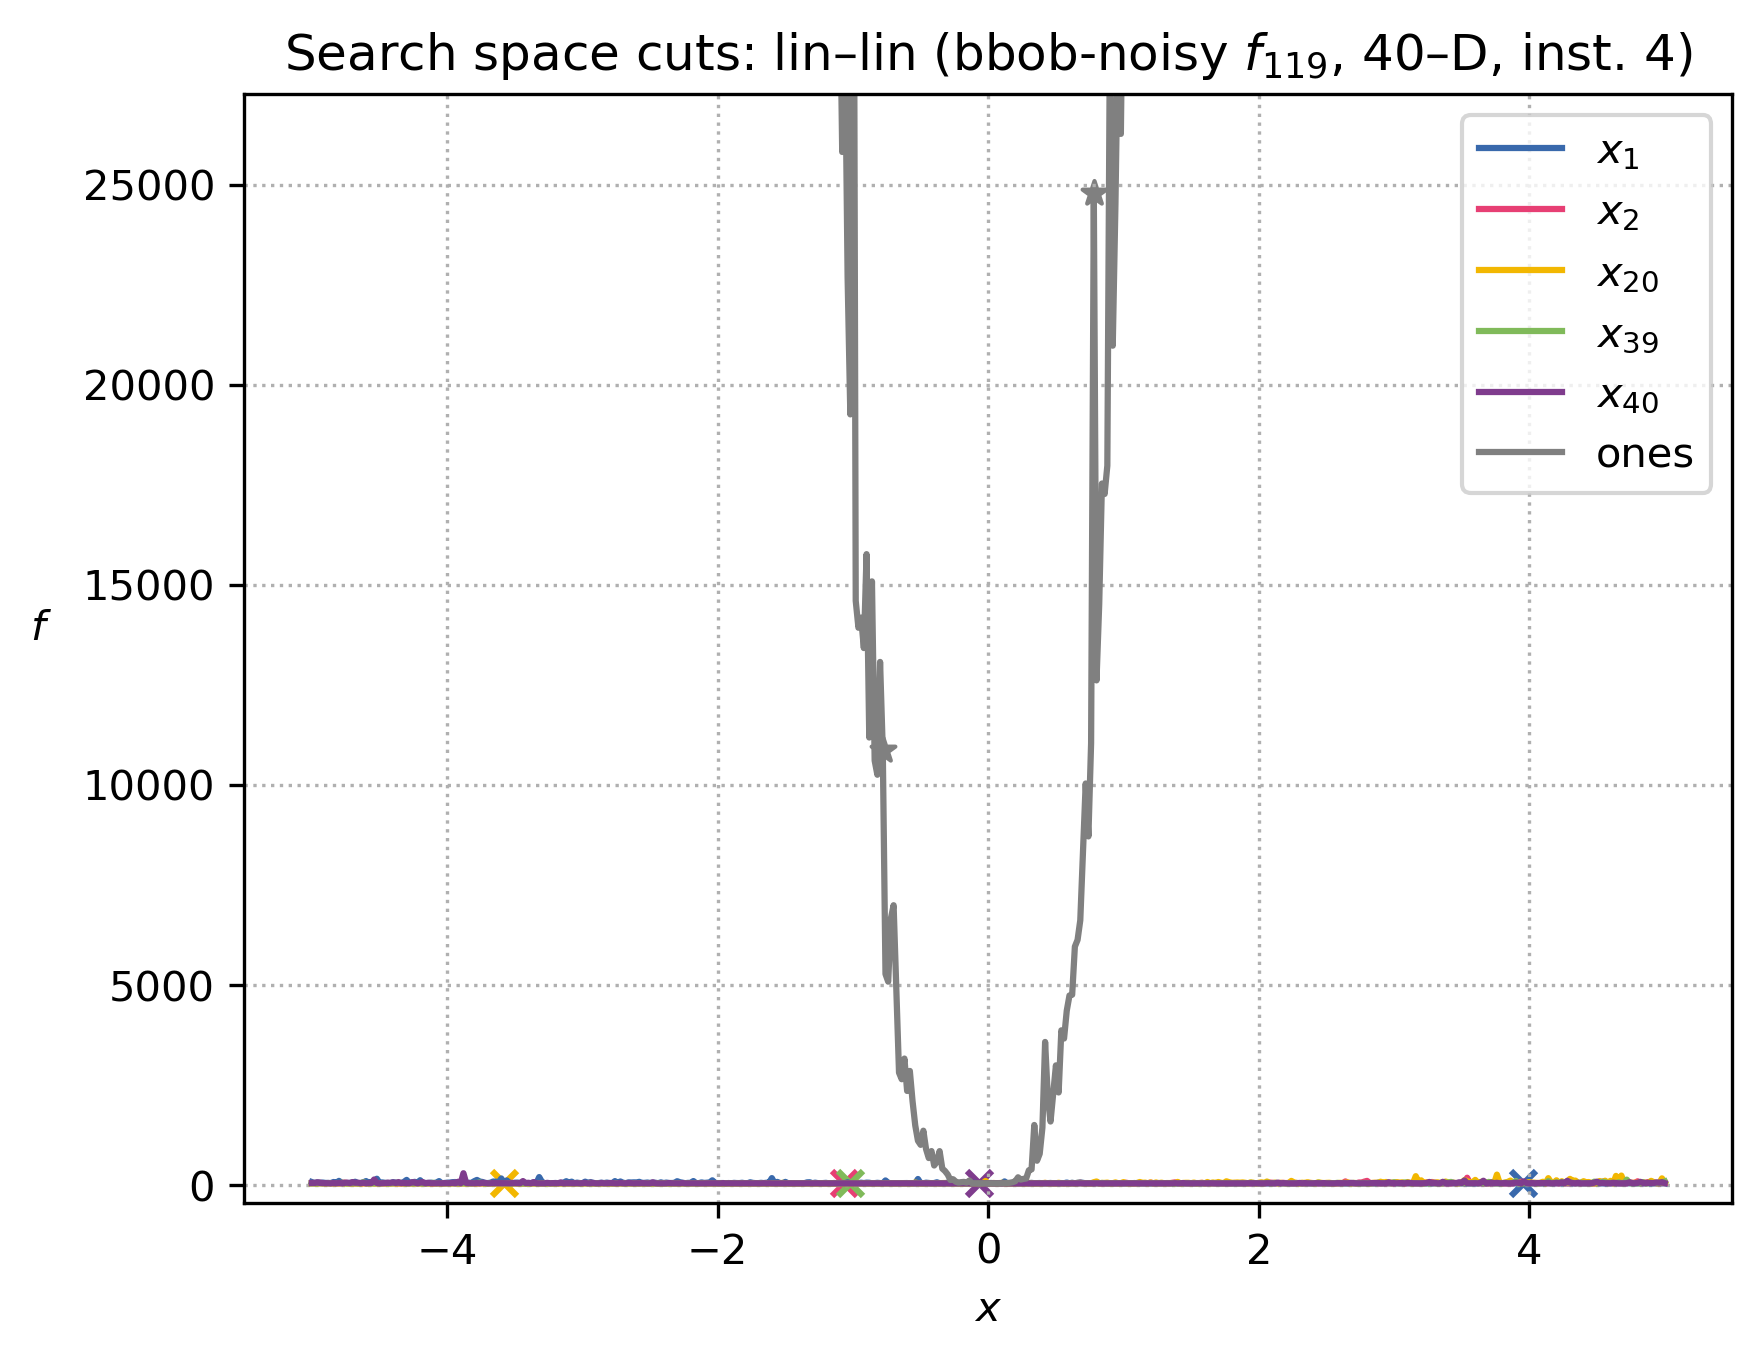 Search space cuts: lin–lin (bbob-noisy f119, 40–D, inst. 4)
25000
20000
15000
10000
5000
0
f
−4
−2
0
2
4
x
x1
x2
x20
x39
x40
ones